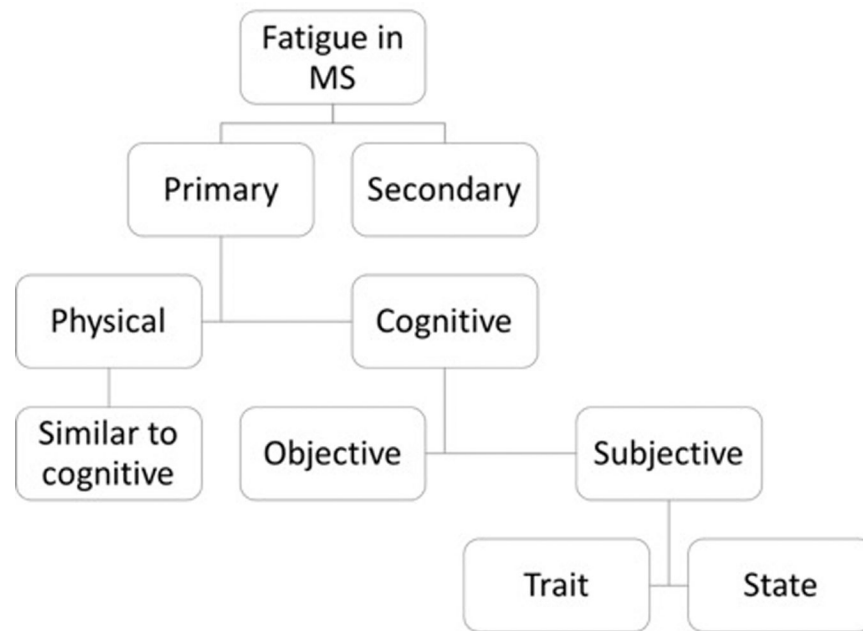 Fatigue in
MS
Primary
Secondary
Physical
Cognitive
Similar to
cognitive
Objective
Subjective
Trait
State